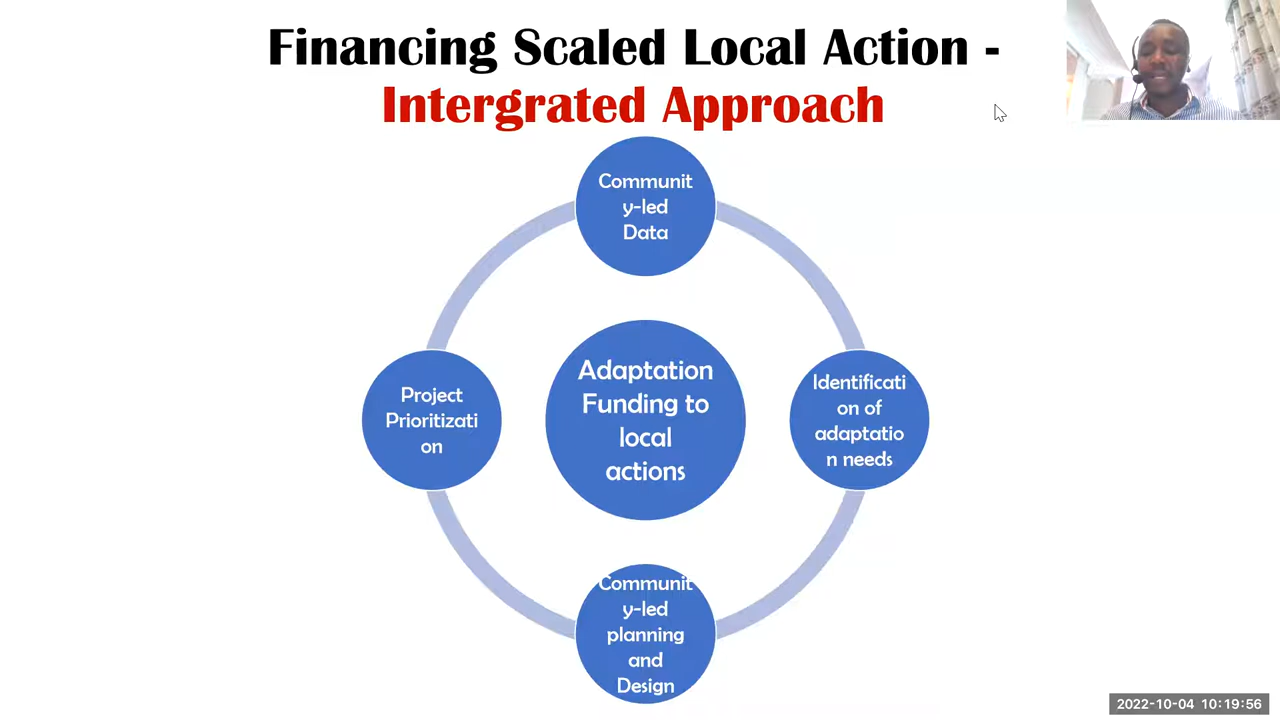 Financing Scaled Local Action -
Intergrated Approach
Communit
y-led
Data
Adaptation
Funding to
local
actions
Project
Prioritizati
on
Identificati
on of
adaptatio
n needs
Communit
y-led
planning
and
Design
2022-10-04 10:19:56